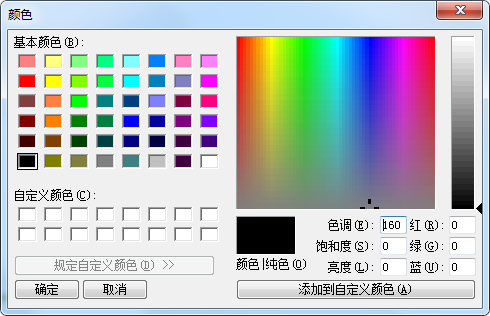 颜色
基本颜色(B):
自定义颜色(C):
规定自定义颜色(D) >>
确定 取消
颜色|纯色(O)
色调(E): 160 红(R): 0
饱和度(S): 0 绿(G): 0
亮度(L): 0 蓝(U): 0
添加到自定义颜色(A)